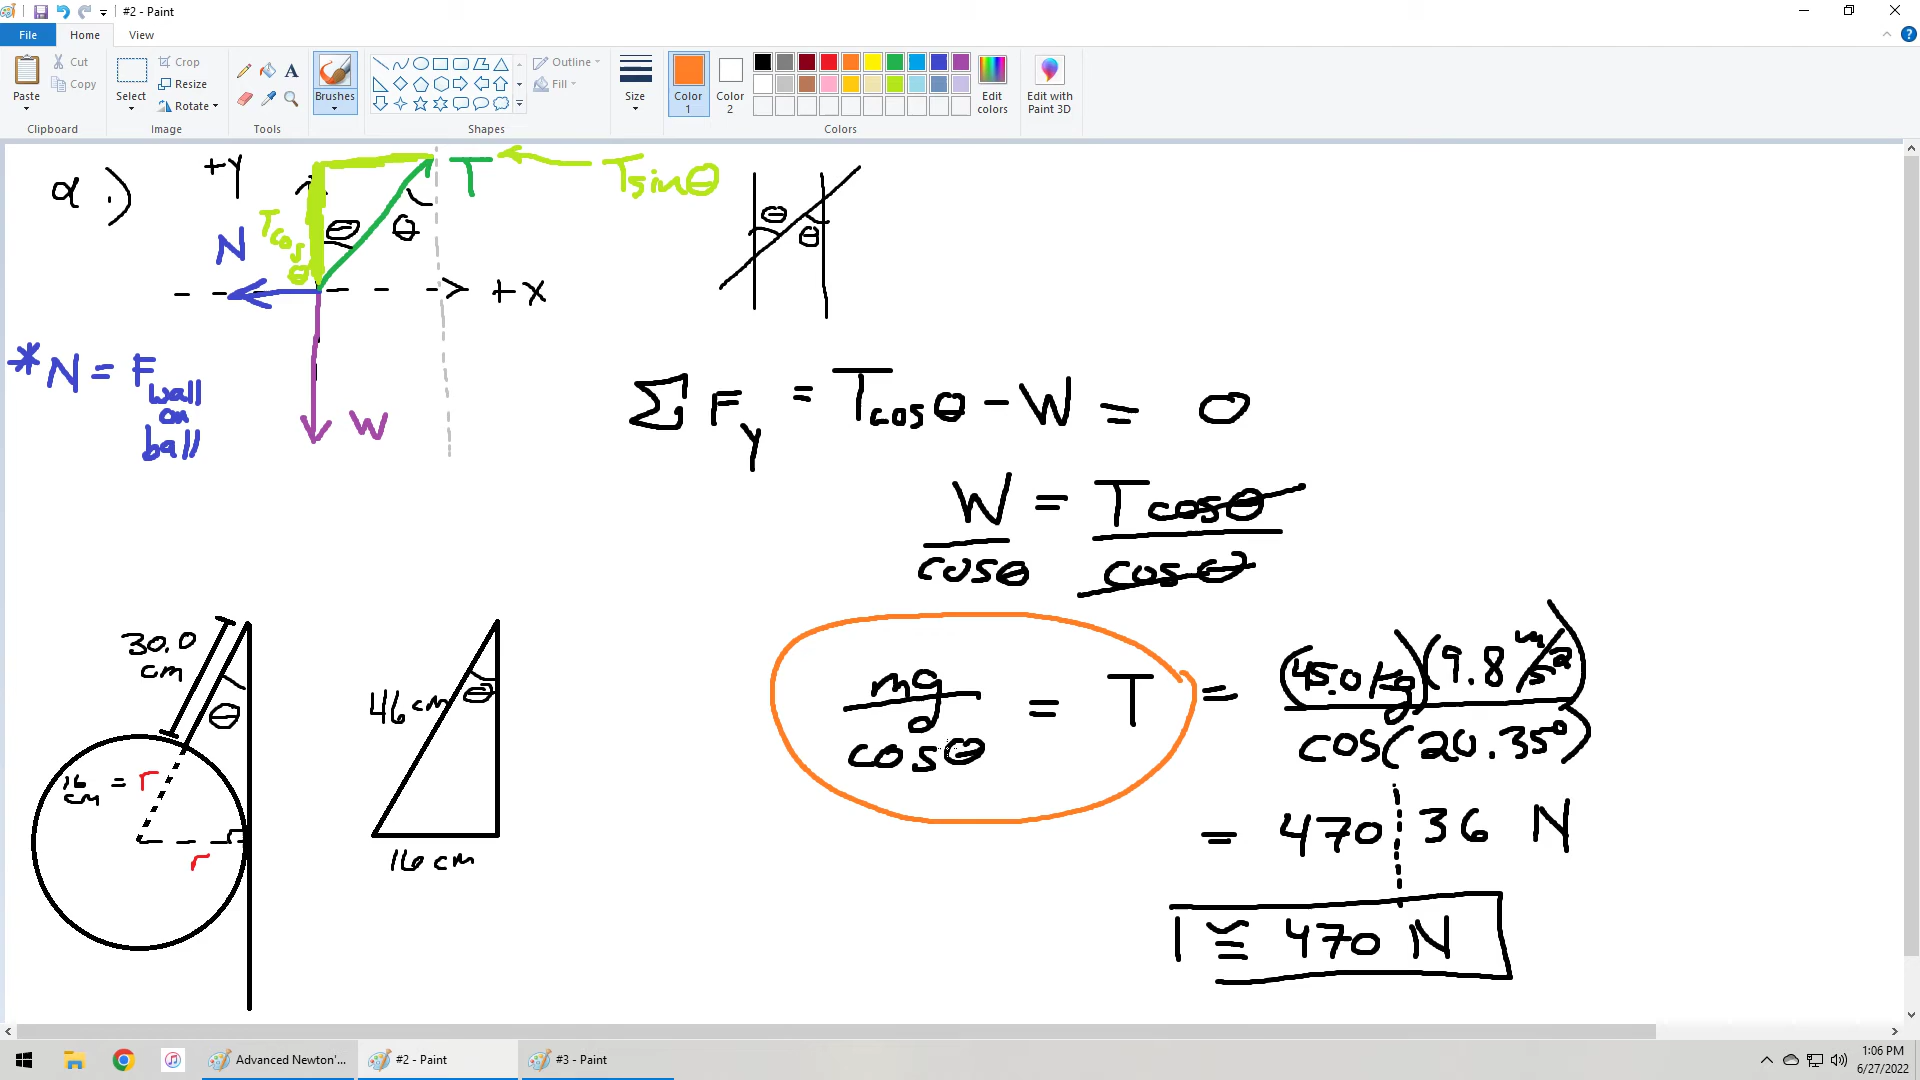 #2 - Paint
File Home View
Paste
Cut
Copy
Clipboard
Select
Crop
Resize
Rotate
Image
A
Tools
Brushes
Outline
Fill
Shapes
Size
Color 1
Color 2
Edit colors
Colors
Edit with Paint 3D
a.)
+Y
T
Tsinθ
Tcosθ
θ
θ
N
+X
θ
θ
*N = F wall on ball
W
ΣFy = Tcosθ - W = 0
W = Tcosθ
cosθ cosθ
30.0 cm
θ
16 cm = r
r
46 cm
θ
16 cm
mg = T = (45.0 kg)(9.8 m/s²)
cosθ cos(20.35°)
= 470 36 N
≅ 470 N
Advanced Newton'...
#2 - Paint
#3 - Paint
1:06 PM
6/27/2022